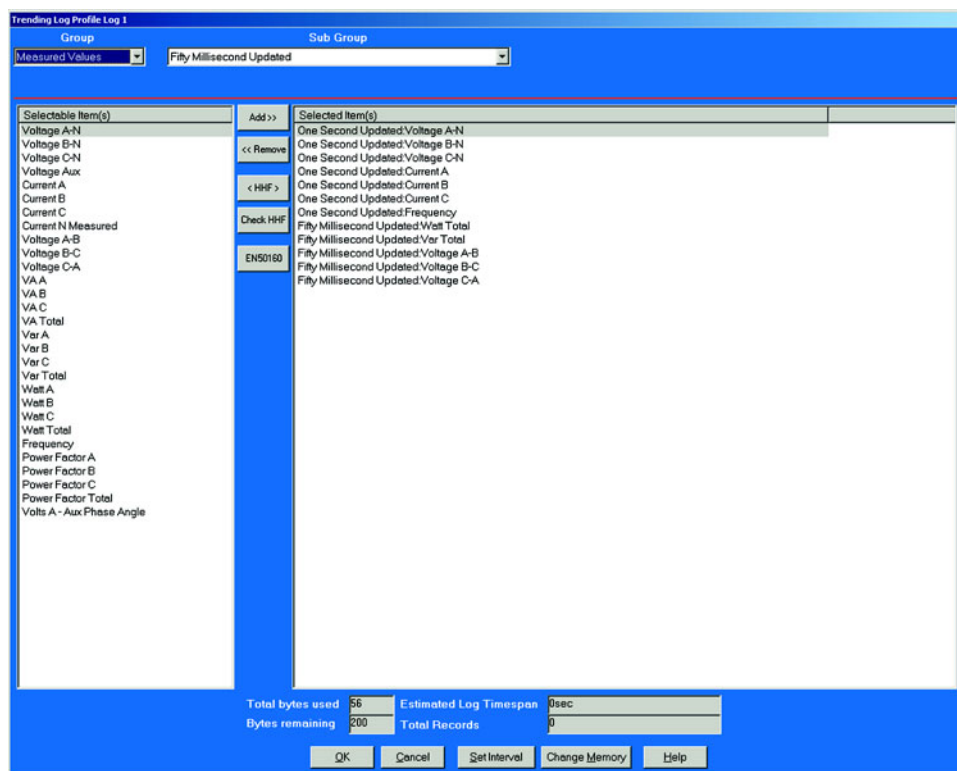 Trending Log Profile Log 1
Group Sub Group
Measured Values Fifty Millisecond Updated
Selectable Item(s)
Voltage A-N
Voltage B-N
Voltage C-N
Voltage Aux
Current A
Current B
Current C
Current N Measured
Voltage A-B
Voltage B-C
Voltage C-A
VA A
VA B
VA C
VA Total
Var A
Var B
Var C
Var Total
Watt A
Watt B
Watt C
Watt Total
Frequency
Power Factor A
Power Factor B
Power Factor C
Power Factor Total
Volts A - Aux Phase Angle
Add >>
<< Remove
< HHF >
Check HHF
EN50160
Selected Item(s)
One Second Updated:Voltage A-N
One Second Updated:Voltage B-N
One Second Updated:Voltage C-N
One Second Updated:Current A
One Second Updated:Current B
One Second Updated:Current C
One Second Updated:Frequency
Fifty Millisecond Updated:Watt Total
Fifty Millisecond Updated:Var Total
Fifty Millisecond Updated:Voltage A-B
Fifty Millisecond Updated:Voltage B-C
Fifty Millisecond Updated:Voltage C-A
Total bytes used 56 Estimated Log Timespan 0sec
Bytes remaining 200 Total Records 0
OK Cancel Set Interval Change Memory Help